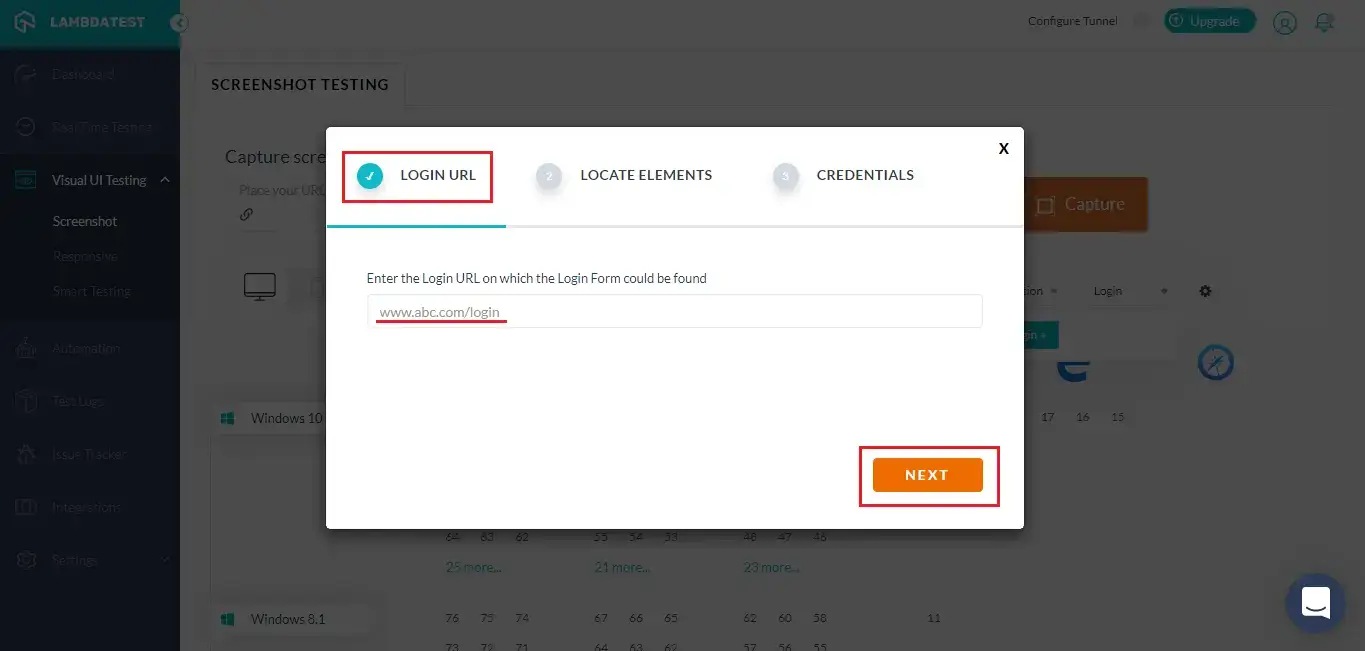 LAMBDATEST
Configure Tunnel
Upgrade
Dashboard
Real Time Testing
Visual UI Testing
Screenshot
Responsive
Smart Testing
Automation
Test Logs
Issue Tracker
Integrations
Settings
SCREENSHOT TESTING
Capture scre
Place your URL
Capture
Login
X
LOGIN URL
2 LOCATE ELEMENTS
3 CREDENTIALS
Enter the Login URL on which the Login Form could be found
www.abc.com/login
NEXT
Windows 10
17 16 15
64 63 62 55 54 53 48 47 46
25 more... 21 more... 23 more...
Windows 8.1
76 75 74 67 66 65 62 60 58 11
73 72 71 64 63 62 57 56 55